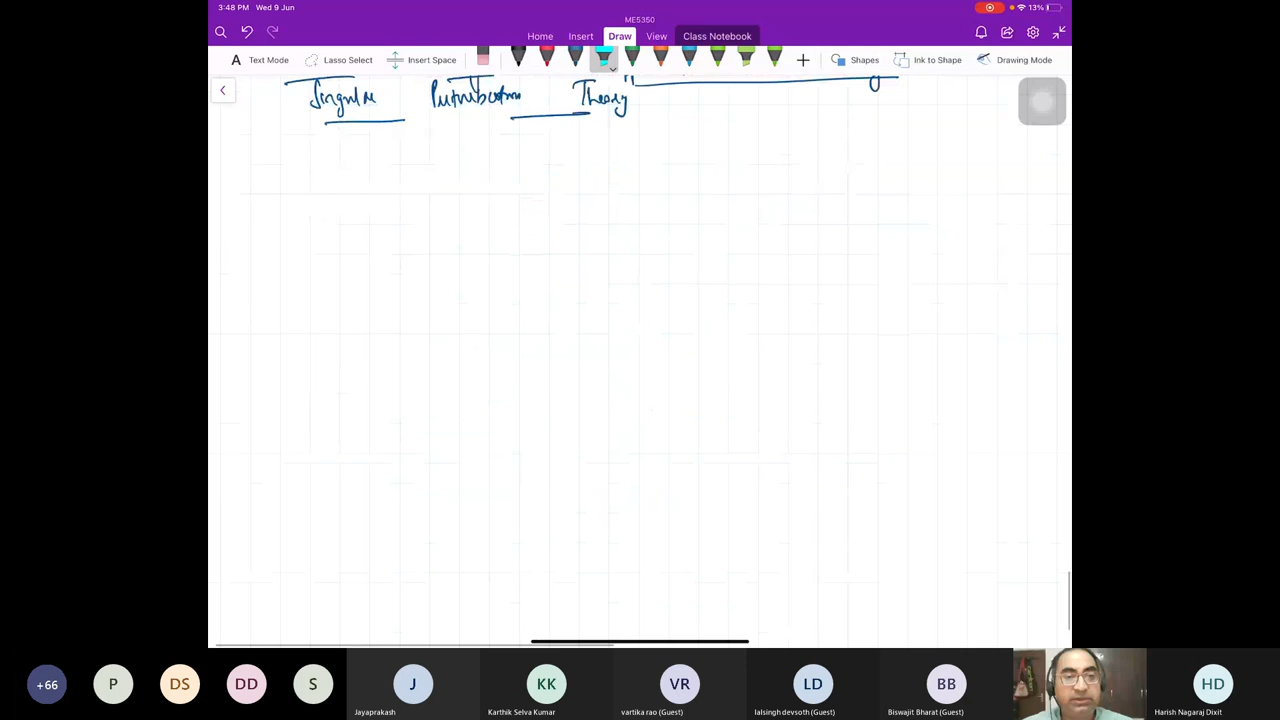 3:48 PM Wed 9 Jun
13%
ME5350
Home Insert Draw View Class Notebook
A Text Mode Lasso Select Insert Space Shapes Ink to Shape Drawing Mode
Singular Theory
+66 P DS DD S J KK VR LD BB HD
Jayaprakash Karthik Selva Kumar vartika rao (Guest) lalsingh devsoth (Guest) Biswajit Bharat (Guest) Harish Nagaraj Dixit